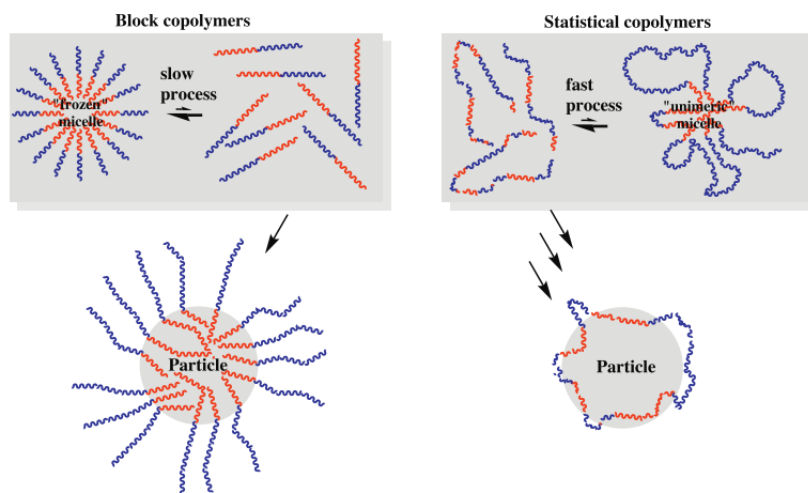 Block copolymers
Statistical copolymers
"frozen"
micelle
slow
process
fast
process
"unimeric"
micelle
Particle
Particle